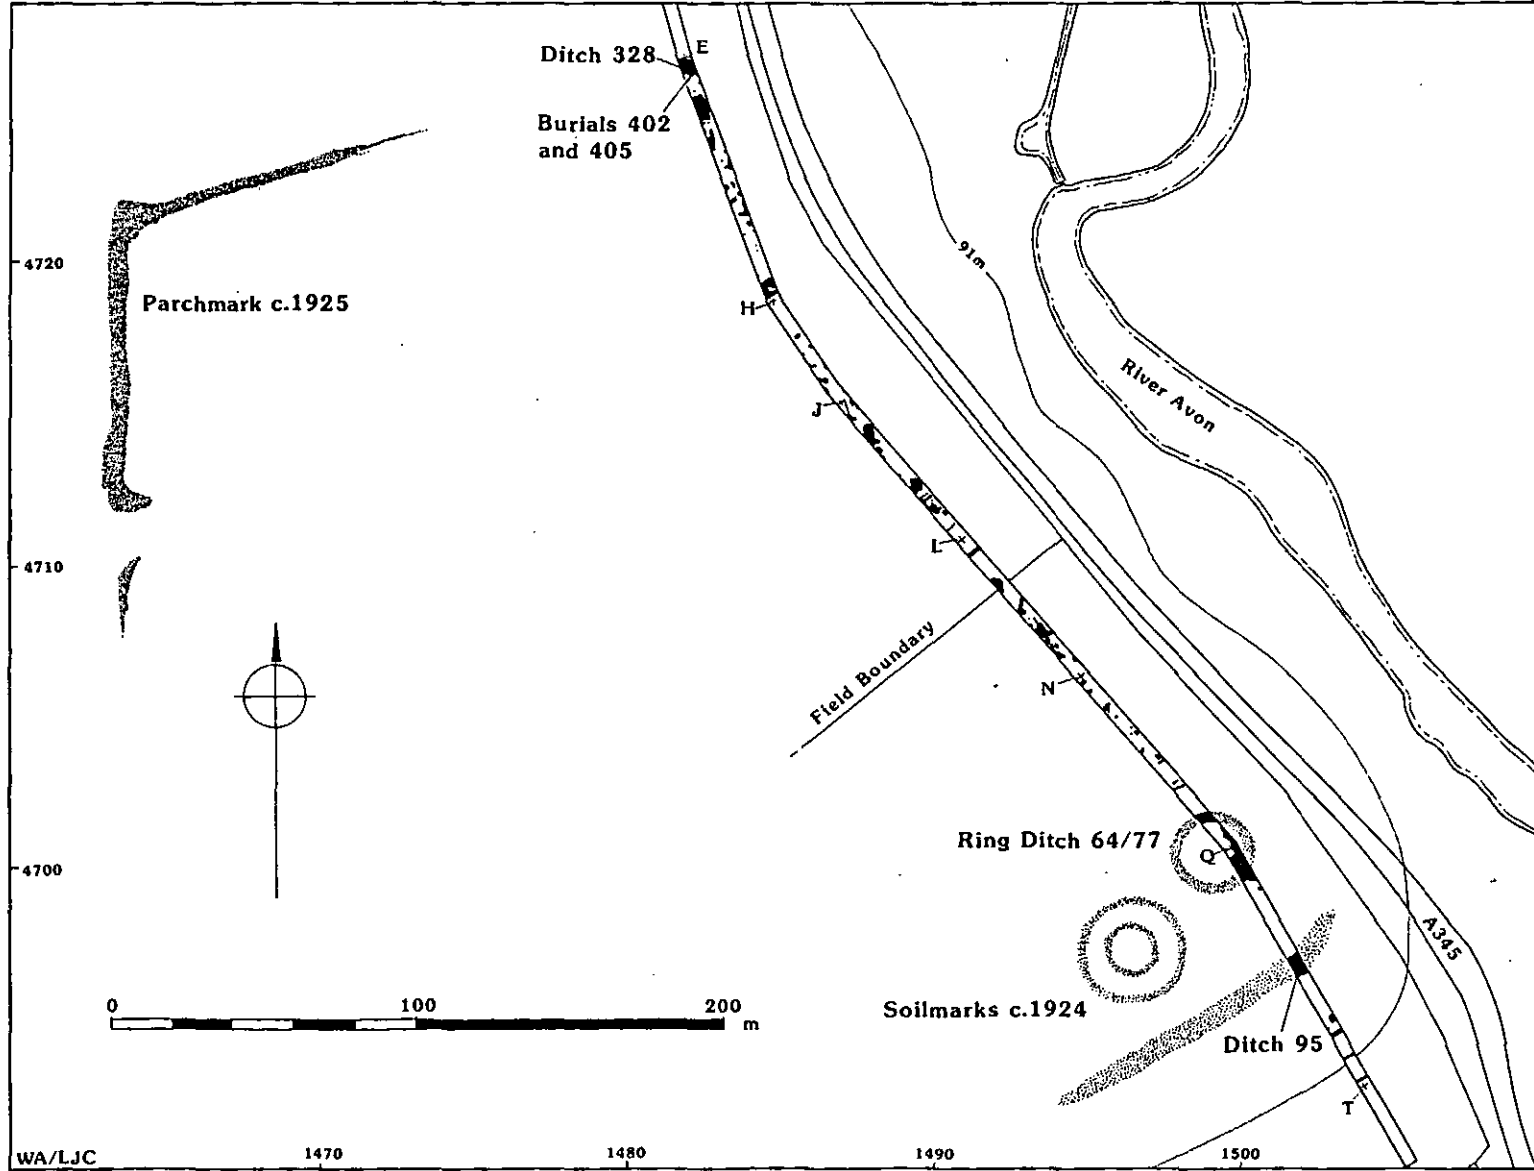 E
Ditch 328
Burials 402
and 405
4720
91m
Parchmark c.1925
H
River Avon
J
L
4710
Field Boundary
N
Ring Ditch 64/77
Q
4700
A345
0 100 200 m
Soilmarks c.1924
Ditch 95
T
WA/LJC
1470 1480 1490 1500